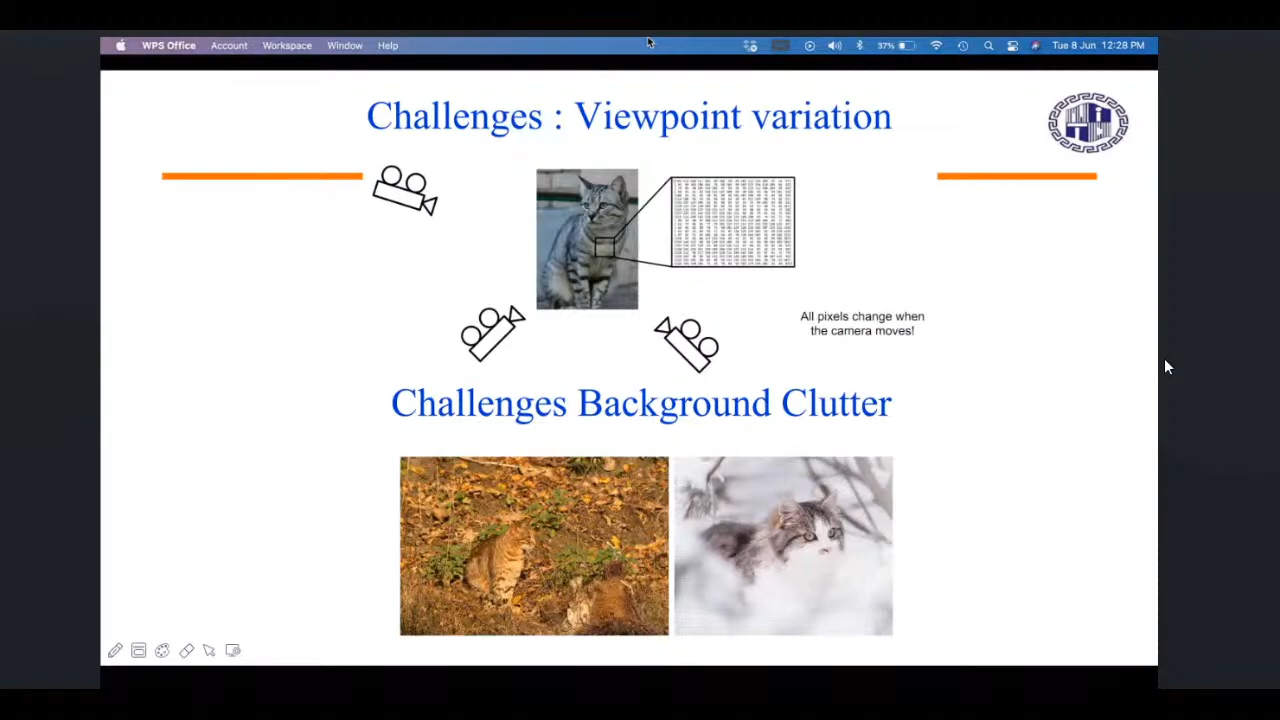 WPS Office Account Workspace Window Help 37% Tue 8 Jun 12:28 PM
Challenges : Viewpoint variation
All pixels change when
the camera moves!
Challenges Background Clutter